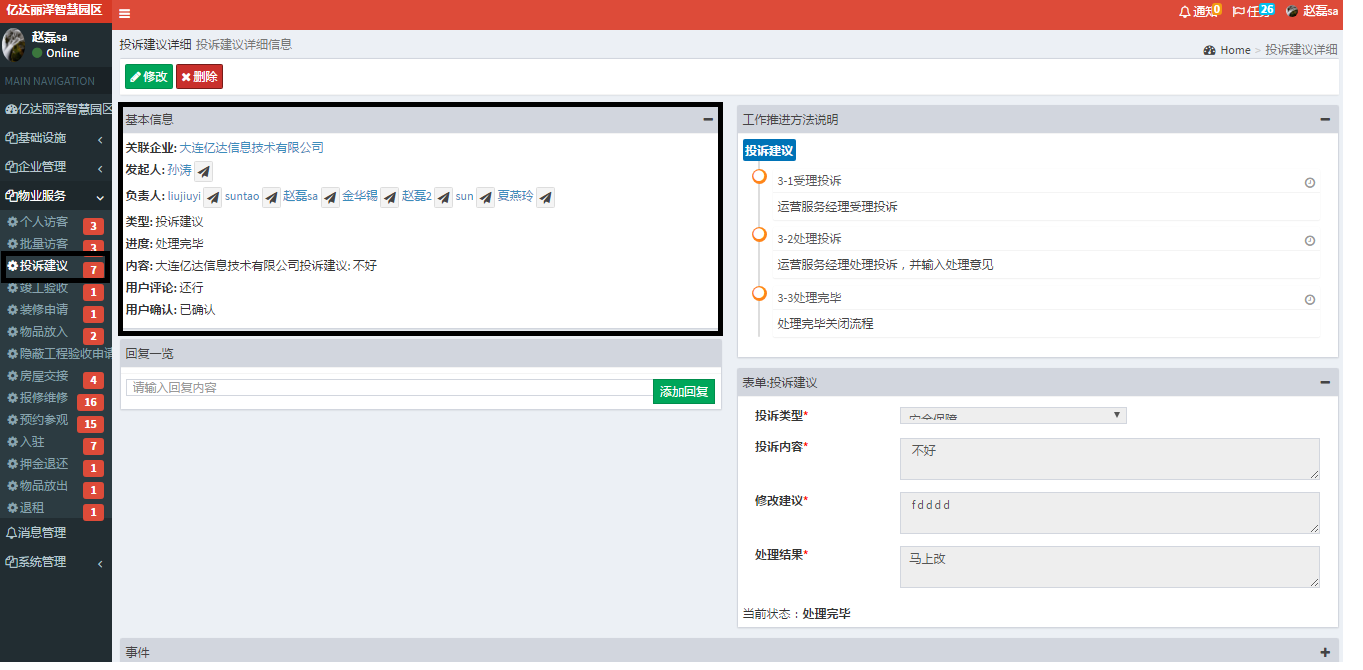 亿达丽泽智慧园区
通知0
任务26
赵磊sa
赵磊sa
Online
MAIN NAVIGATION
亿达丽泽智慧园区
基础设施
企业管理
物业服务
个人访客 3
批量访客 3
投诉建议 7
竣工验收 1
装修申请 1
物品放入 2
隐蔽工程验收申请
房屋交接 4
报修维修 16
预约参观 15
入驻 7
押金退还 1
物品放出 1
退租 1
消息管理
系统管理
投诉建议详细 投诉建议详细信息
Home > 投诉建议详细
修改 删除
基本信息
关联企业: 大连亿达信息技术有限公司
发起人: 孙涛
负责人: liujiuyi suntao 赵磊sa 金华锡 赵磊2 sun 夏燕玲
类型: 投诉建议
进度: 处理完毕
内容: 大连亿达信息技术有限公司投诉建议: 不好
用户评论: 还行
用户确认: 已确认
回复一览
请输入回复内容
添加回复
工作推进方法说明
投诉建议
3-1受理投诉
运营服务经理受理投诉
3-2处理投诉
运营服务经理处理投诉，并输入处理意见
3-3处理完毕
处理完毕关闭流程
表单:投诉建议
投诉类型* 安全保障
投诉内容* 不好
修改建议* fdddd
处理结果* 马上改
当前状态：处理完毕
事件